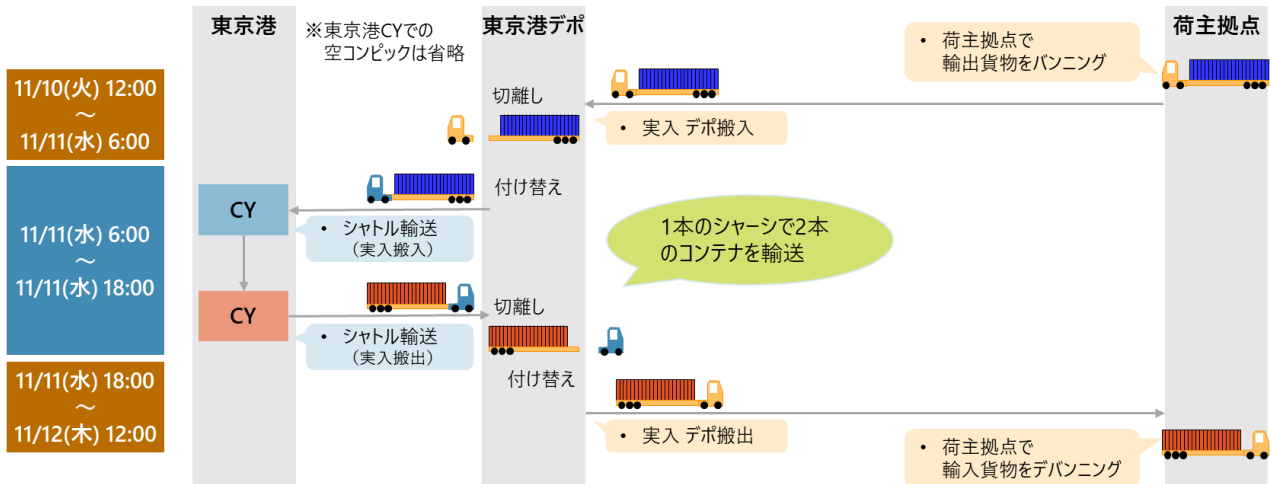 東京港
※東京港CYでの
空コンピックは省略
東京港デポ
荷主拠点
• 荷主拠点で
輸出貨物をバンニング
11/10(火) 12:00
～
11/11(水) 6:00
切離し
• 実入 デポ搬入
11/11(水) 6:00
～
11/11(水) 18:00
付け替え
CY
• シャトル輸送
（実入搬入）
1本のシャーシで2本
のコンテナを輸送
CY
切離し
• シャトル輸送
（実入搬出）
11/11(水) 18:00
～
11/12(木) 12:00
付け替え
• 実入 デポ搬出
• 荷主拠点で
輸入貨物をデバンニング